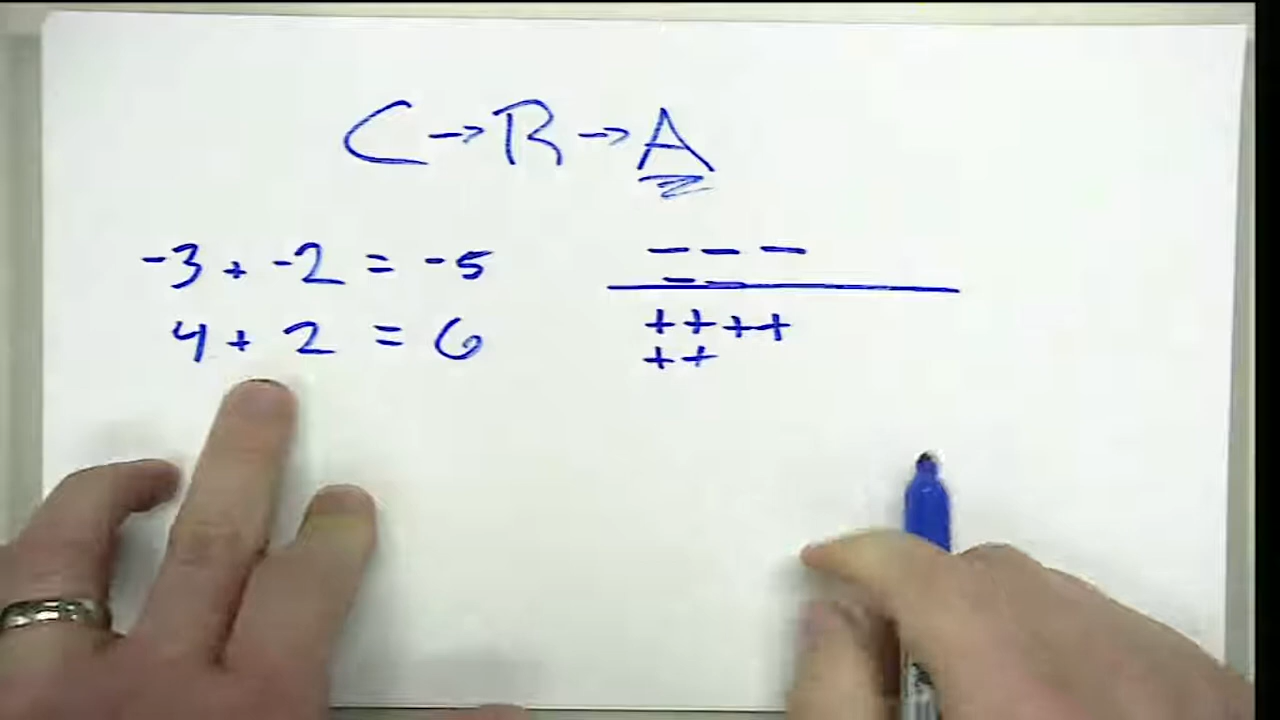 C → R → A
-3 + -2 = -5
- - -
- -
4 + 2 = 6
+ + + +
+ +